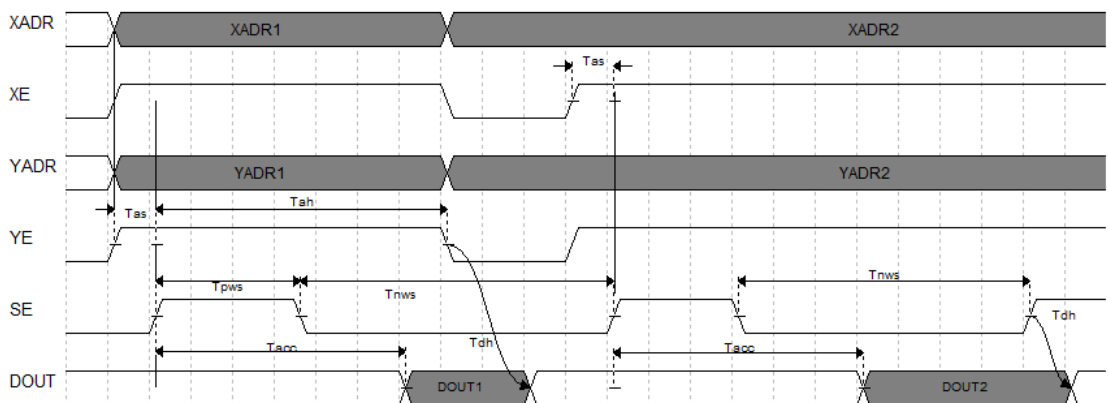 XADR XADR1 XADR2
Tas
XE
YADR YADR1 YADR2
Tas Tah
YE
Tpws Tnws Tnws
SE
Tacc Tdh Tacc Tdh
DOUT DOUT1 DOUT2